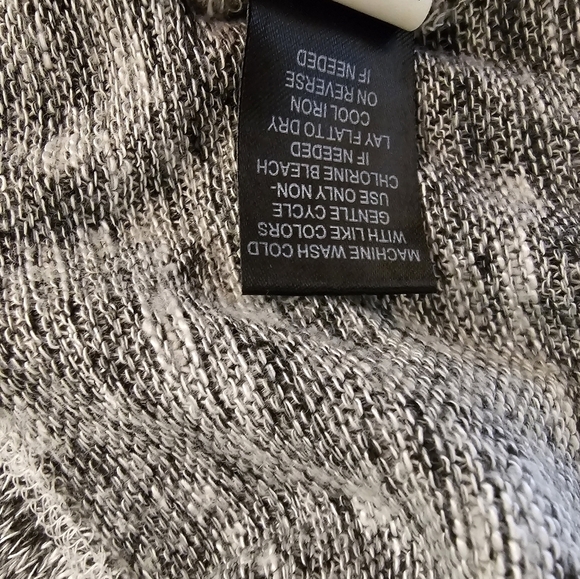 MACHINE WASH COLD
WITH LIKE COLORS
GENTLE CYCLE
USE ONLY NON-
CHLORINE BLEACH
IF NEEDED
LAY FLAT TO DRY
COOL IRON
ON REVERSE
IF NEEDED